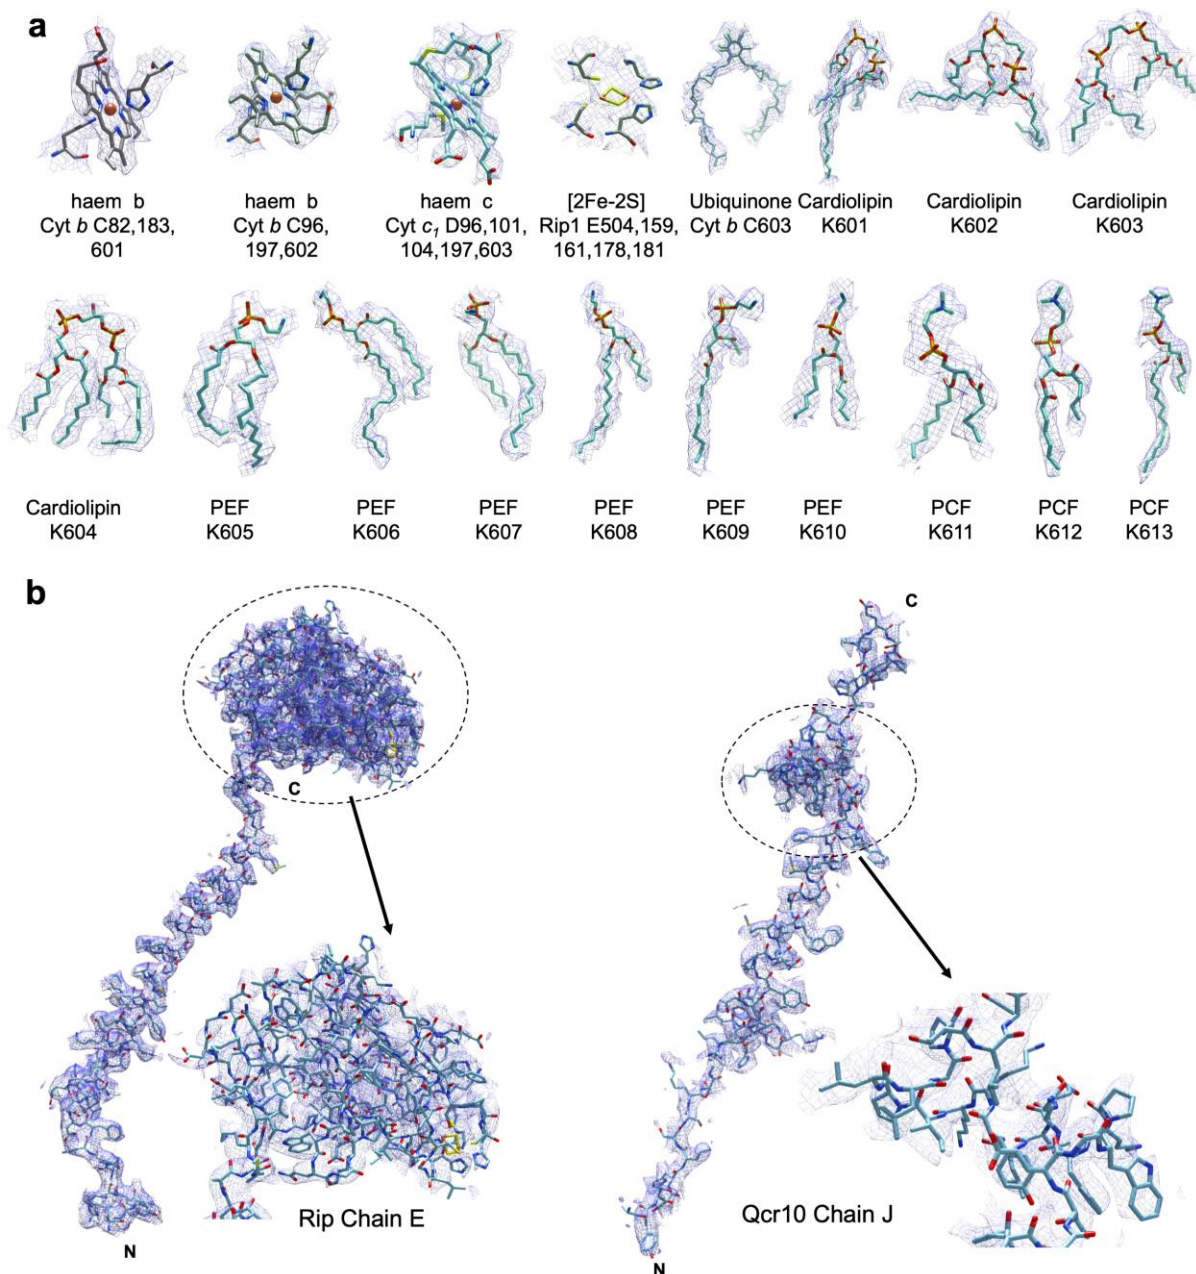 a
haem b
Cyt b C82,183,
601
haem b
Cyt b C96,
197,602
haem c
Cyt c₁ D96,101,
104,197,603
[2Fe-2S]
Rip1 E504,159,
161,178,181
Ubiquinone
Cyt b C603
Cardiolipin
K601
Cardiolipin
K602
Cardiolipin
K603
Cardiolipin
K604
PEF
K605
PEF
K606
PEF
K607
PEF
K608
PEF
K609
PEF
K610
PCF
K611
PCF
K612
PCF
K613
b
C
N
Rip Chain E
C
N
Qcr10 Chain J